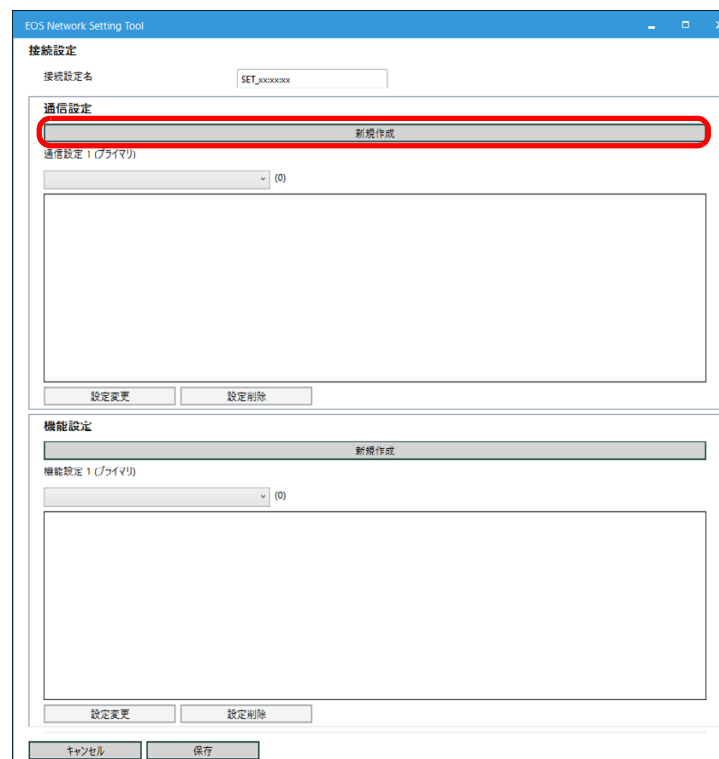 EOS Network Setting Tool
接続設定
接続設定名 SET_xx:xx:xx
通信設定
新規作成
通信設定 1 (プライマリ)
(0)
設定変更 設定削除
機能設定
新規作成
機能設定 1 (プライマリ)
(0)
設定変更 設定削除
キャンセル 保存